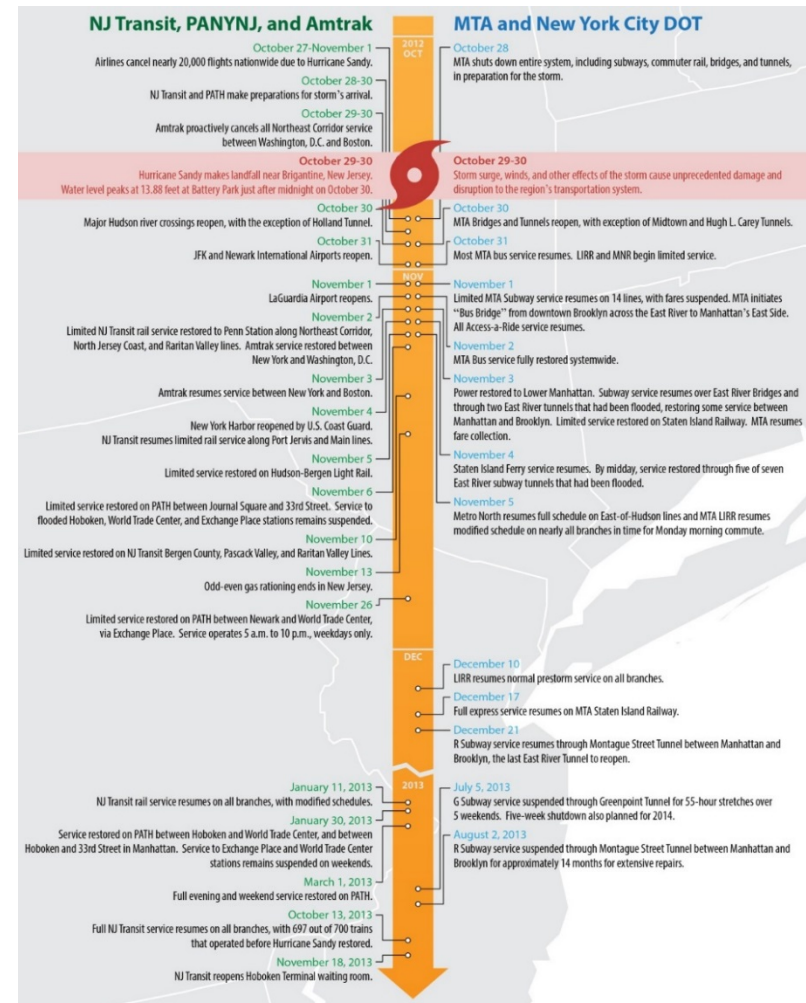 NJ Transit, PANYNJ, and Amtrak
October 27-November 1
Airlines cancel nearly 20,000 flights nationwide due to Hurricane Sandy.
October 28-30
NJ Transit and PATH make preparations for storm's arrival.
October 29-30
Amtrak proactively cancels all Northeast Corridor service
between Washington, D.C. and Boston.
October 29-30
Hurricane Sandy makes landfall near Brigantine, New Jersey.
Water level peaks at 13.88 feet at Battery Park just after midnight on October 30.
October 30
Major Hudson river crossings reopen, with the exception of Holland Tunnel.
October 31
JFK and Newark International Airports reopen.
November 1
LaGuardia Airport reopens.
November 2
Limited NJ Transit rail service restored to Penn Station along Northeast Corridor,
North Jersey Coast, and Raritan Valley lines. Amtrak service restored between
New York and Washington, D.C.
November 3
Amtrak resumes service between New York and Boston.
November 4
New York Harbor reopened by U.S. Coast Guard.
NJ Transit resumes limited rail service along Port Jervis and Main lines.
November 5
Limited service restored on Hudson-Bergen Light Rail.
November 6
Limited service restored on PATH between Journal Square and 33rd Street. Service to
flooded Hoboken, World Trade Center, and Exchange Place stations remains suspended.
November 10
Limited service restored on NJ Transit Bergen County, Pascack Valley, and Raritan Valley Lines.
November 13
Odd-even gas rationing ends in New Jersey.
November 26
Limited service restored on PATH between Newark and World Trade Center,
via Exchange Place. Service operates 5 a.m. to 10 p.m., weekdays only.
January 11, 2013
NJ Transit rail service resumes on all branches, with modified schedules.
January 30, 2013
Service restored on PATH between Hoboken and World Trade Center, and between
Hoboken and 33rd Street in Manhattan. Service to Exchange Place and World Trade Center
stations remains suspended on weekends.
March 1, 2013
Full evening and weekend service restored on PATH.
October 13, 2013
Full NJ Transit service resumes on all branches, with 697 out of 700 trains
that operated before Hurricane Sandy restored.
November 18, 2013
NJ Transit reopens Hoboken Terminal waiting room.
2012
OCT
NOV
DEC
2013
MTA and New York City DOT
October 28
MTA shuts down entire system, including subways, commuter rail, bridges, and tunnels,
in preparation for the storm.
October 29-30
Storm surge, winds, and other effects of the storm cause unprecedented damage and
disruption to the region's transportation system.
October 30
MTA Bridges and Tunnels reopen, with exception of Midtown and Hugh L. Carey Tunnels.
October 31
Most MTA bus service resumes. LIRR and MNR begin limited service.
November 1
Limited MTA Subway service resumes on 14 lines, with fares suspended. MTA initiates
"Bus Bridge" from downtown Brooklyn across the East River to Manhattan's East Side.
All Access-a-Ride service resumes.
November 2
MTA Bus service fully restored systemwide.
November 3
Power restored to Lower Manhattan. Subway service resumes over East River Bridges and
through two East River tunnels that had been flooded, restoring some service between
Manhattan and Brooklyn. Limited service restored on Staten Island Railway. MTA resumes
fare collection.
November 4
Staten Island Ferry service resumes. By midday, service restored through five of seven
East River subway tunnels that had been flooded.
November 5
Metro North resumes full schedule on East-of-Hudson lines and MTA LIRR resumes
modified schedule on nearly all branches in time for Monday morning commute.
December 10
LIRR resumes normal prestorm service on all branches.
December 17
Full express service resumes on MTA Staten Island Railway.
December 21
R Subway service resumes through Montague Street Tunnel between Manhattan and
Brooklyn, the last East River Tunnel to reopen.
July 5, 2013
G Subway service suspended through Greenpoint Tunnel for 55-hour stretches over
5 weekends. Five-week shutdown also planned for 2014.
August 2, 2013
R Subway service suspended through Montague Street Tunnel between Manhattan and
Brooklyn for approximately 14 months for extensive repairs.